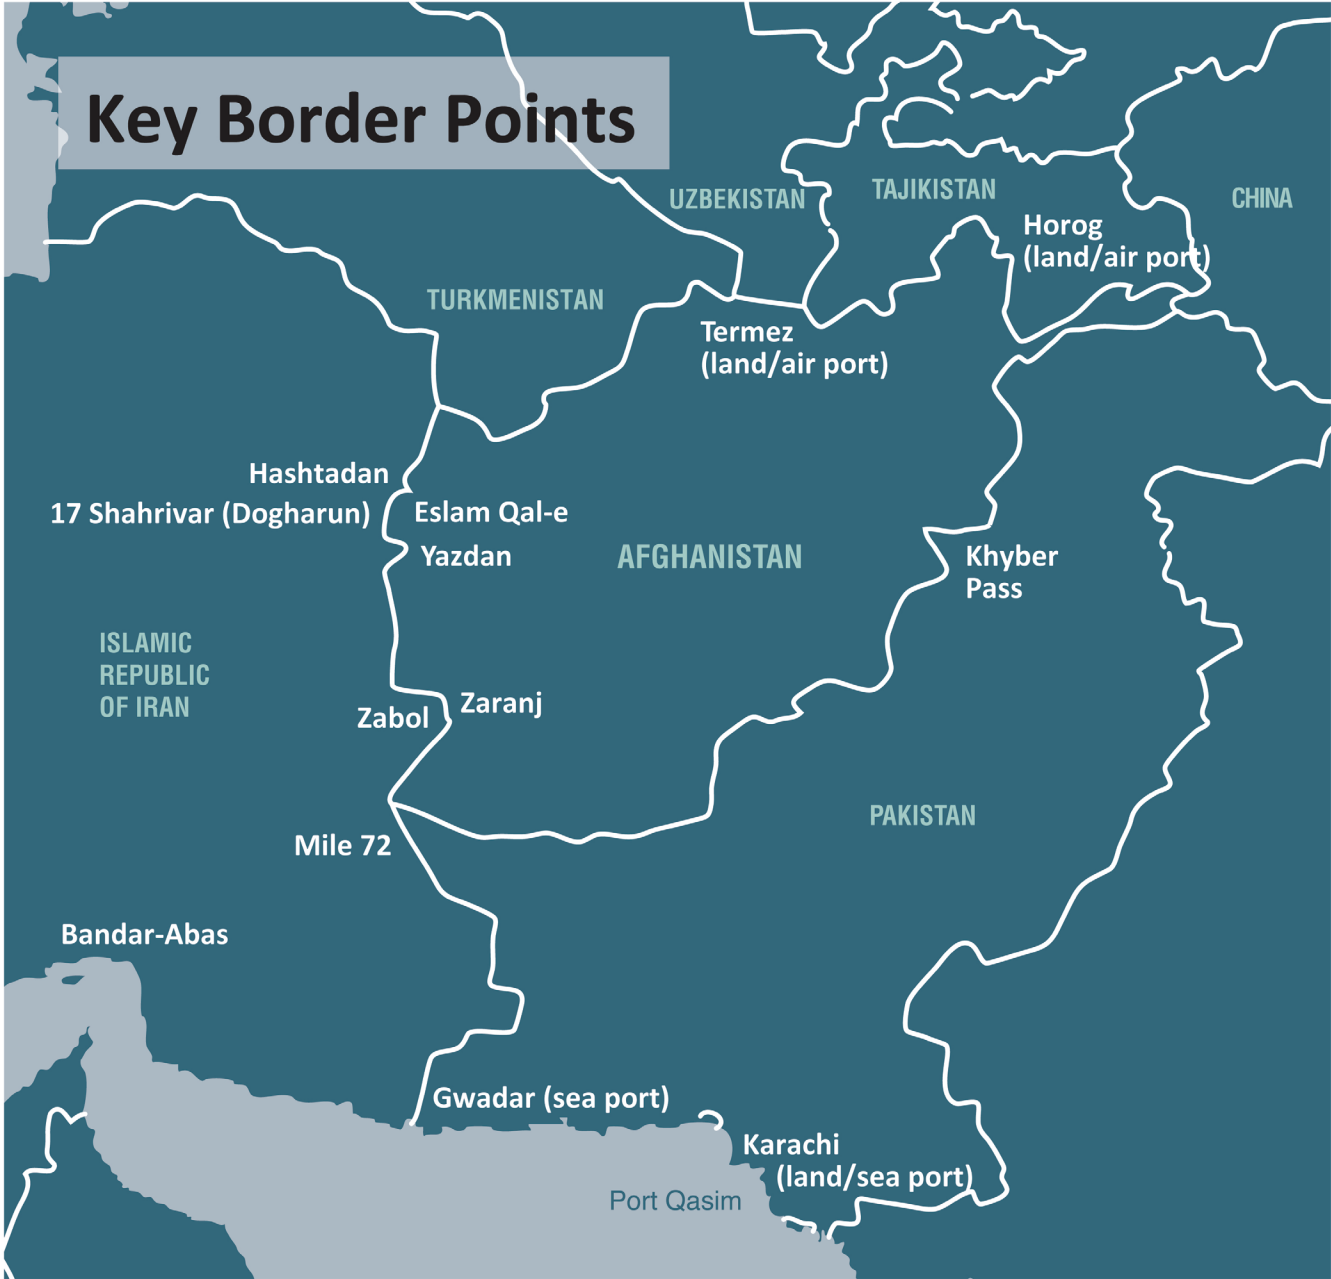 Key Border Points
UZBEKISTAN
TAJIKISTAN
CHINA
Horog
(land/air port)
TURKMENISTAN
Termez
(land/air port)
Hashtadan
17 Shahrivar (Dogharun)
Eslam Qal-e
Yazdan
AFGHANISTAN
Khyber
Pass
ISLAMIC
REPUBLIC
OF IRAN
Zabol
Zaranj
PAKISTAN
Mile 72
Bandar-Abas
Gwadar (sea port)
Karachi
(land/sea port)
Port Qasim